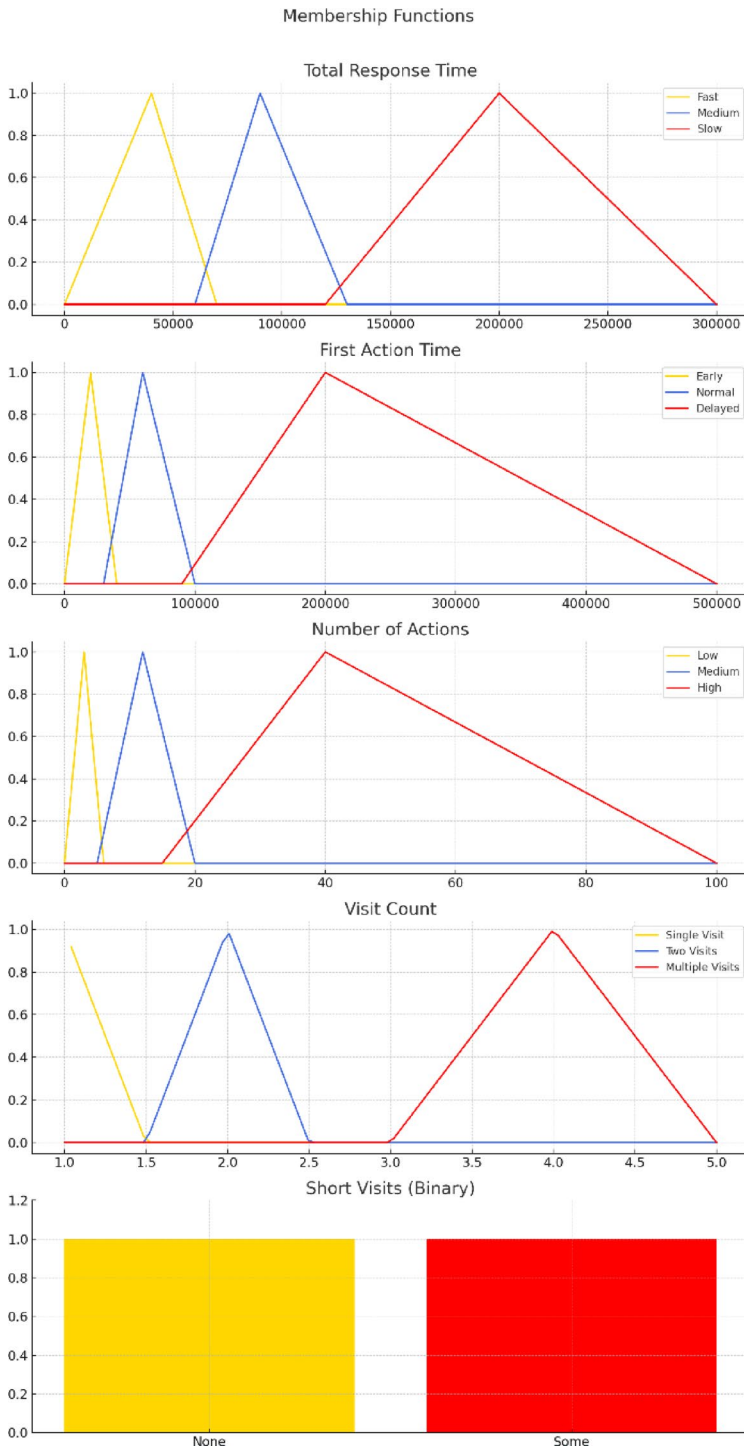 Membership Functions
Total Response Time
1.0
0.8
0.6
0.4
0.2
0.0
Fast
Medium
Slow
0 50000 100000 150000 200000 250000 300000
First Action Time
1.0
0.8
0.6
0.4
0.2
0.0
Early
Normal
Delayed
0 100000 200000 300000 400000 500000
Number of Actions
1.0
0.8
0.6
0.4
0.2
0.0
Low
Medium
High
0 20 40 60 80 100
Visit Count
1.0
0.8
0.6
0.4
0.2
0.0
Single Visit
Two Visits
Multiple Visits
1.0 1.5 2.0 2.5 3.0 3.5 4.0 4.5 5.0
Short Visits (Binary)
1.2
1.0
0.8
0.6
0.4
0.2
0.0
None Some